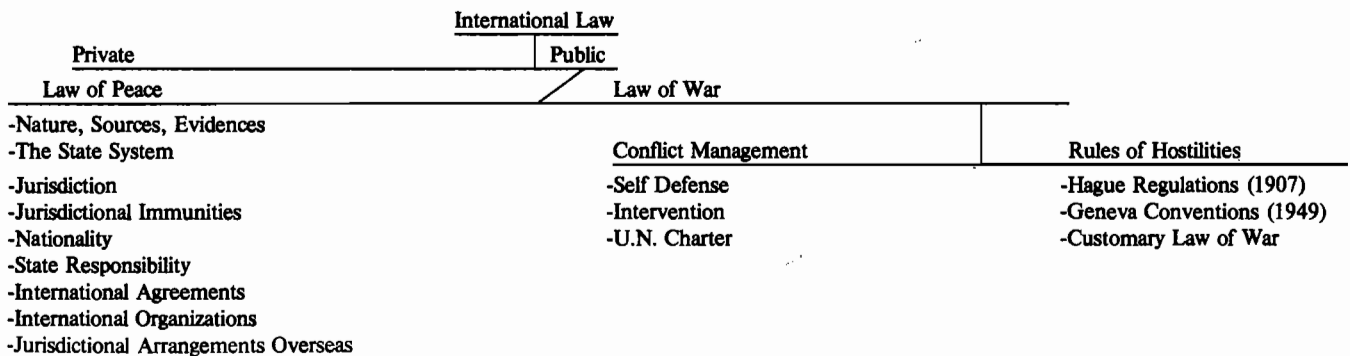 International Law
Private Public
Law of Peace Law of War
-Nature, Sources, Evidences
-The State System
-Jurisdiction
-Jurisdictional Immunities
-Nationality
-State Responsibility
-International Agreements
-International Organizations
-Jurisdictional Arrangements Overseas
Conflict Management
-Self Defense
-Intervention
-U.N. Charter
Rules of Hostilities
-Hague Regulations (1907)
-Geneva Conventions (1949)
-Customary Law of War